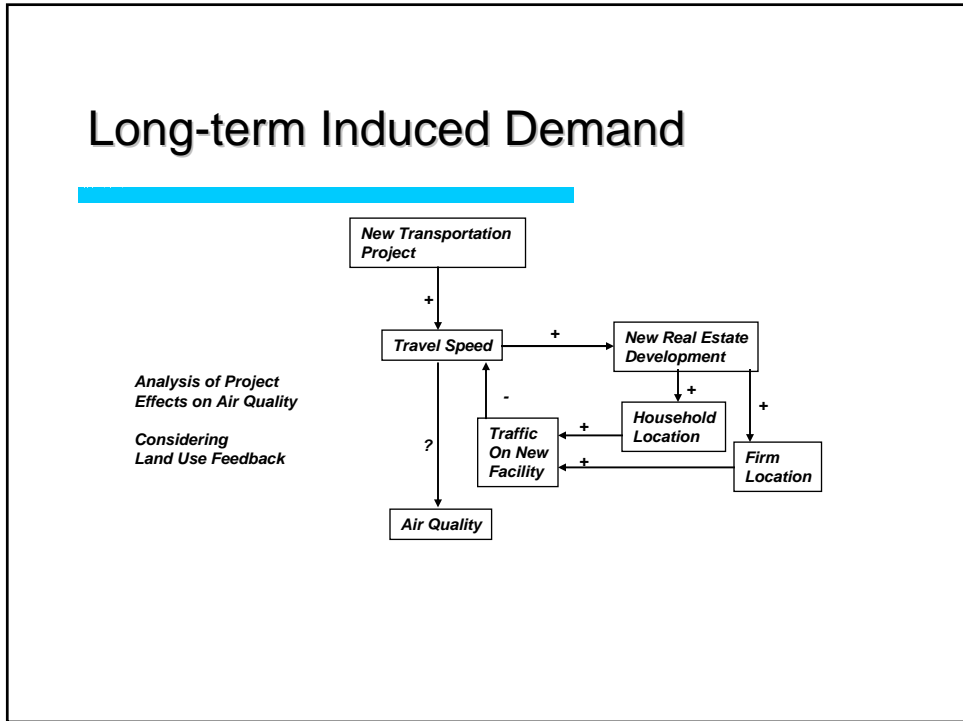 Long-term Induced Demand
New Transportation
Project
+
Travel Speed
+
New Real Estate
Development
Analysis of Project
Effects on Air Quality
Considering
Land Use Feedback
-
+
+
?
Traffic
On New
Facility
+
Household
Location
+
Firm
Location
Air Quality